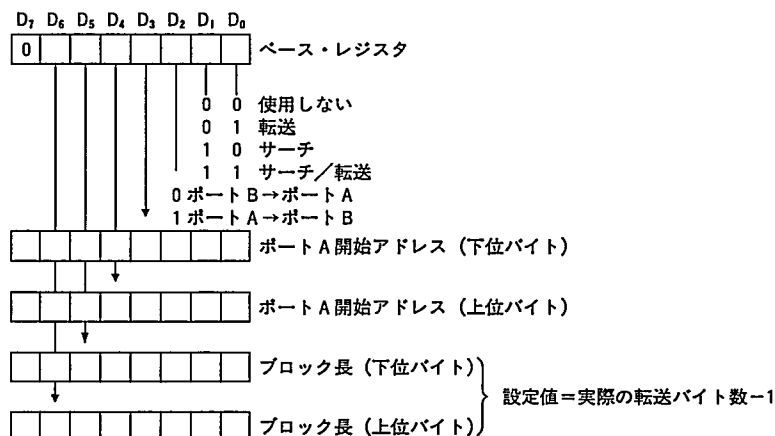 D₇ D₆ D₅ D₄ D₃ D₂ D₁ D₀
0 ベース・レジスタ
0 0 使用しない
0 1 転送
1 0 サーチ
1 1 サーチ/転送
0 ポートB→ポートA
1 ポートA→ポートB
ポートA開始アドレス (下位バイト)
ポートA開始アドレス (上位バイト)
ブロック長 (下位バイト)
設定値=実際の転送バイト数-1
ブロック長 (上位バイト)